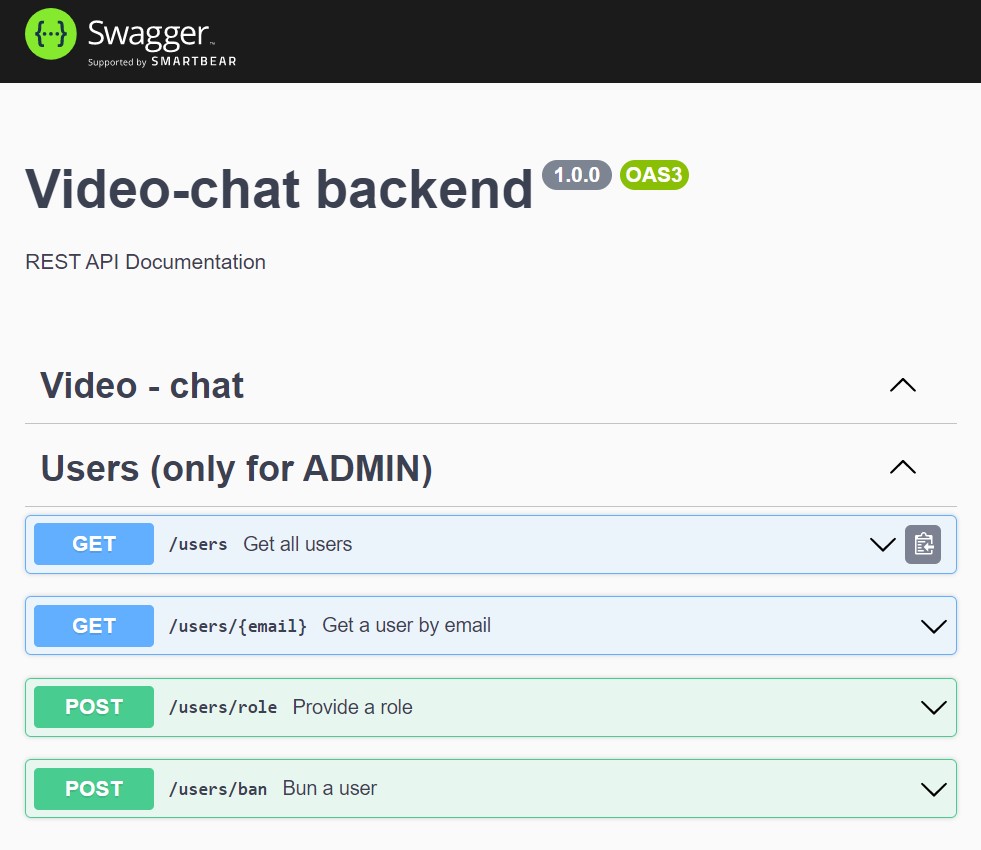 {···} Swagger™
Supported by SMARTBEAR
Video-chat backend 1.0.0 OAS3
REST API Documentation
Video - chat
Users (only for ADMIN)
GET /users Get all users
GET /users/{email} Get a user by email
POST /users/role Provide a role
POST /users/ban Bun a user